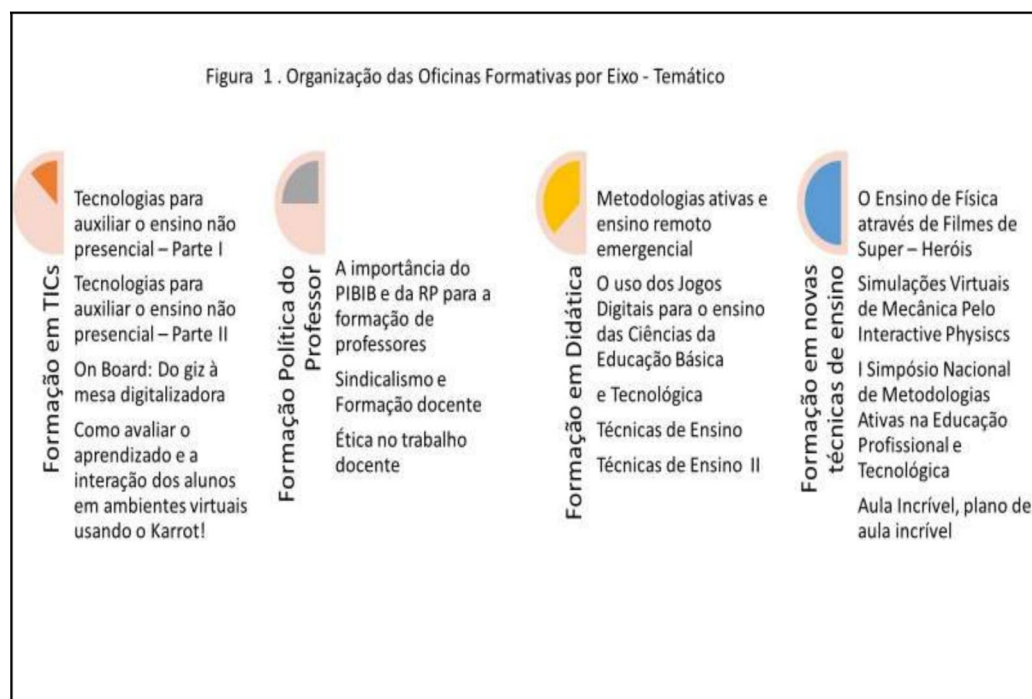 Figura 1 . Organização das Oficinas Formativas por Eixo - Temático
Formação em TICs
Tecnologias para
auxiliar o ensino não
presencial – Parte I
Tecnologias para
auxiliar o ensino não
presencial – Parte II
On Board: Do giz à
mesa digitalizadora
Como avaliar o
aprendizado e a
interação dos alunos
em ambientes virtuais
usando o Karrot!
Formação Política do
Professor
A importância do
PIBIB e da RP para a
formação de
professores
Sindicalismo e
Formação docente
Ética no trabalho
docente
Formação em Didática
Metodologias ativas e
ensino remoto
emergencial
O uso dos Jogos
Digitais para o ensino
das Ciências da
Educação Básica
e Tecnológica
Técnicas de Ensino
Técnicas de Ensino II
Formação em novas
técnicas de ensino
O Ensino de Física
através de Filmes de
Super – Heróis
Simulações Virtuais
de Mecânica Pelo
Interactive Physiscs
I Simpósio Nacional
de Metodologias
Ativas na Educação
Profissional e
Tecnológica
Aula Incrível, plano de
aula incrível